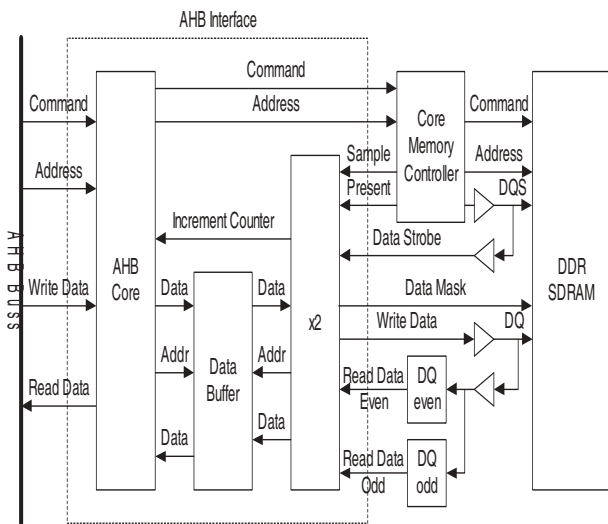 AHB Interface
Command
Address
Write Data
Read Data
AHB Buss
AHB
Core
Command
Address
Increment Counter
Data
Addr
Data
Data
Buffer
Data
Addr
Data
x2
Sample
Present
Data Strobe
Data Mask
Write Data
Read Data
Even
Read Data
Odd
Core
Memory
Controller
DQ
even
DQ
odd
Command
Address
DQS
DQ
DDR
SDRAM